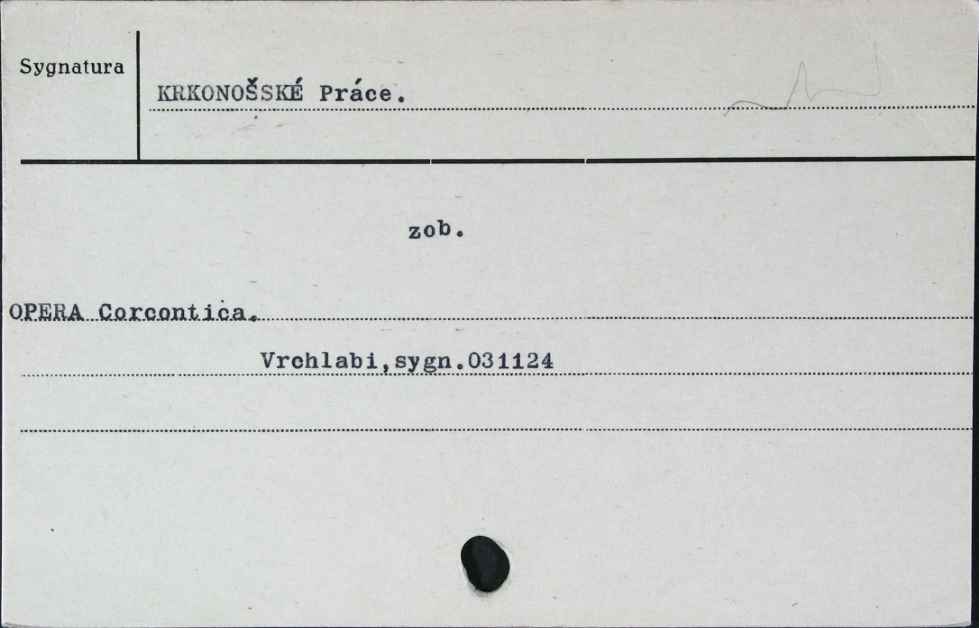 Sygnatura
KRKONOŠSKÉ Práce.
zob.
OPERA Corcontica.
Vrchlabi,sygn.031124